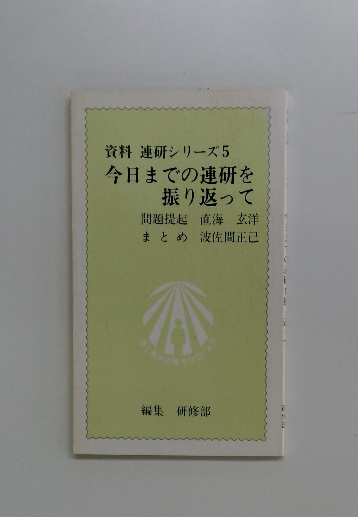 資料 連研シリーズ5
今日までの連研を
振り返って
問題提起 直海 玄洋
まとめ 波佐間正己
編集 研修部